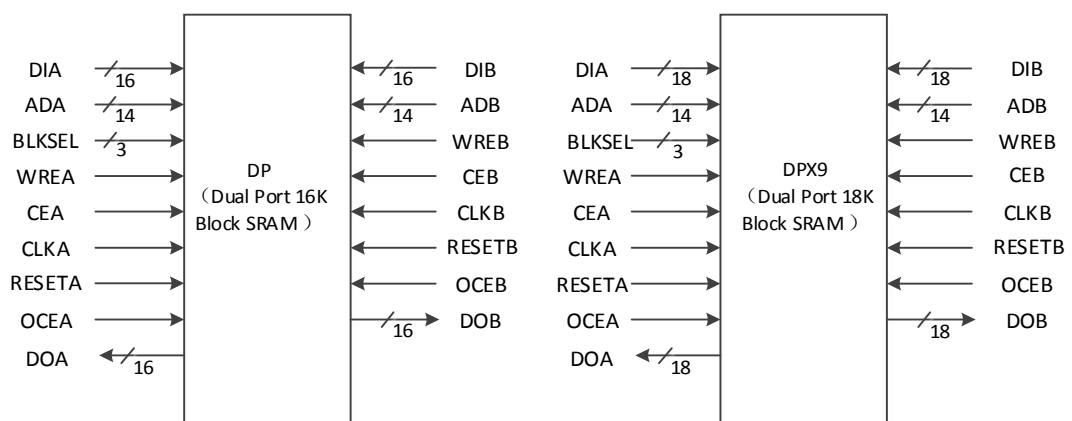 DIA
16
ADA
14
BLKSEL
3
WREA
CEA
CLKA
RESETA
OCEA
DOA
16
DP
（Dual Port 16K
Block SRAM）
16
DIB
14
ADB
WREB
CEB
CLKB
RESETB
OCEB
16
DOB
DIA
18
ADA
14
BLKSEL
3
WREA
CEA
CLKA
RESETA
OCEA
DOA
18
DPX9
（Dual Port 18K
Block SRAM）
18
DIB
14
ADB
WREB
CEB
CLKB
RESETB
OCEB
18
DOB